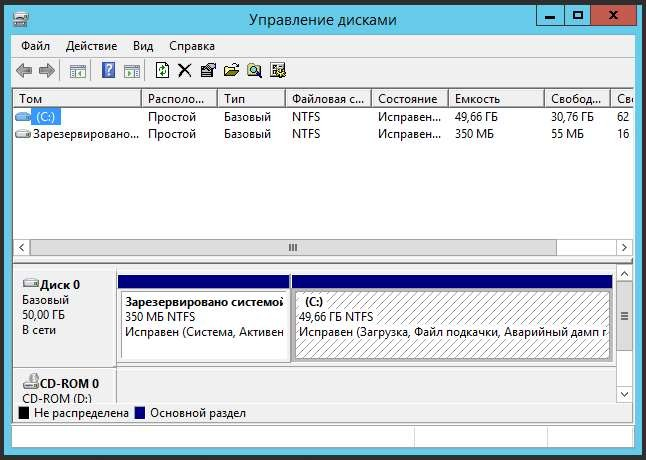 Управление дисками
Файл Действие Вид Справка
Том Располо... Тип Файловая с... Состояние Емкость Свобод... Сво
(C:) Простой Базовый NTFS Исправен... 49,66 ГБ 30,76 ГБ 62
Зарезервировано... Простой Базовый NTFS Исправен... 350 МБ 55 МБ 16
Диск 0
Базовый
50,00 ГБ
В сети
Зарезервировано системой
350 МБ NTFS
Исправен (Система, Активен
(C:)
49,66 ГБ NTFS
Исправен (Загрузка, Файл подкачки, Аварийный дамп п
CD-ROM 0
CD-ROM (D:)
Не распределена Основной раздел